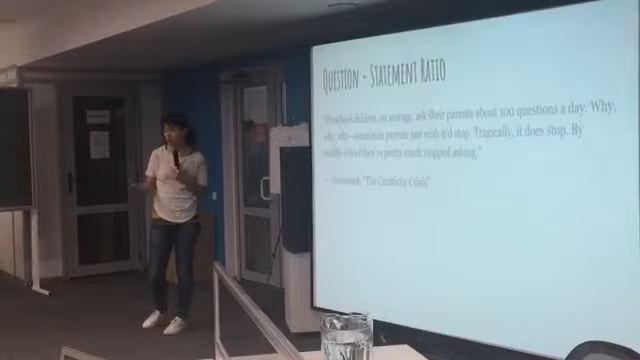 Question - Statement Ratio
"Preschool children, on average, ask their parents about 100 questions a day. Why,
why, why—sometimes parents just wish it'd stop. Tragically, it does stop. By
middle school they've pretty much stopped asking."
- Newsweek, "The Creativity Crisis"